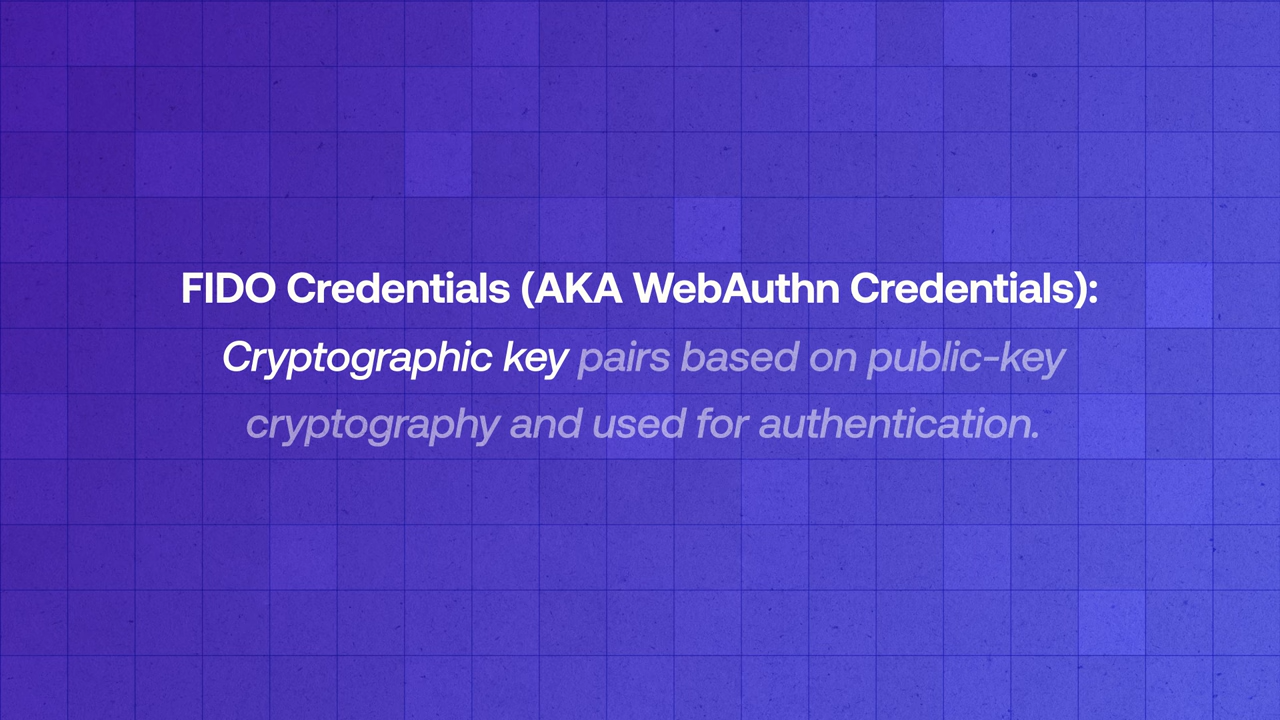 FIDO Credentials (AKA WebAuthn Credentials):
Cryptographic key pairs based on public-key
cryptography and used for authentication.